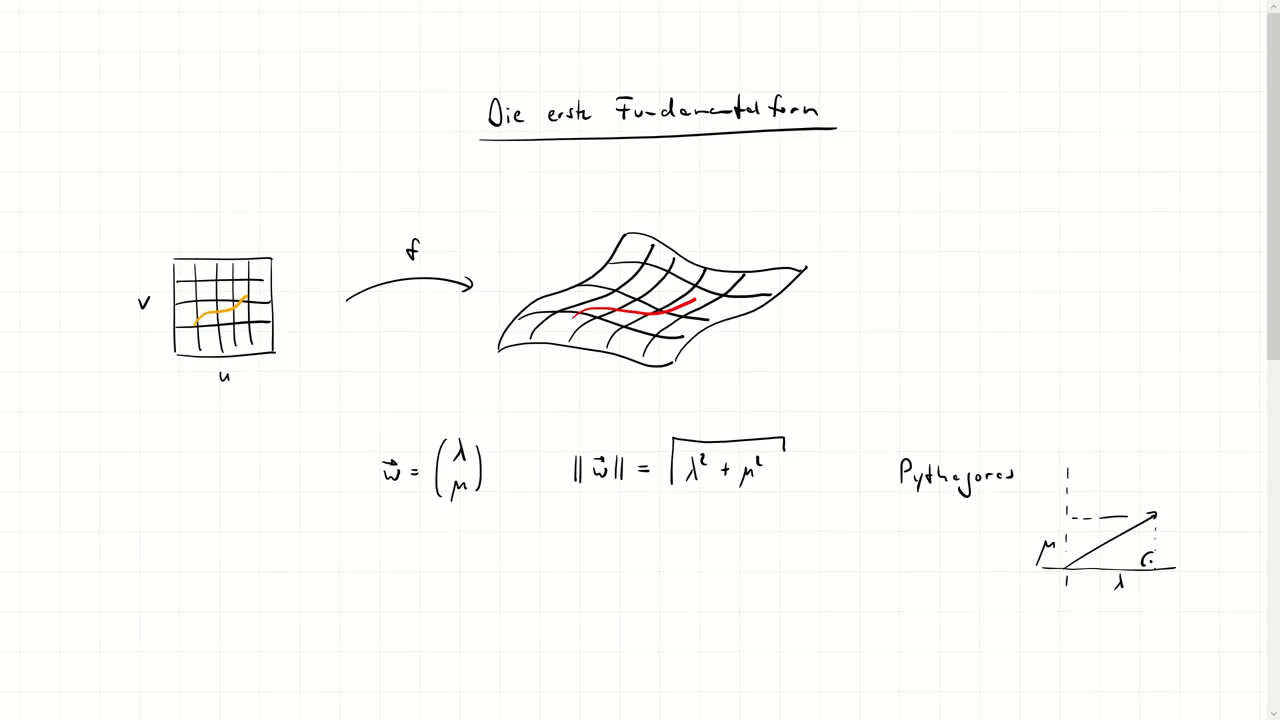 Die erste Fundamentalform
f
v
u
w⃗ = (λ μ) ‖w⃗‖ = √(λ² + μ²) Pythagoras
μ
λ